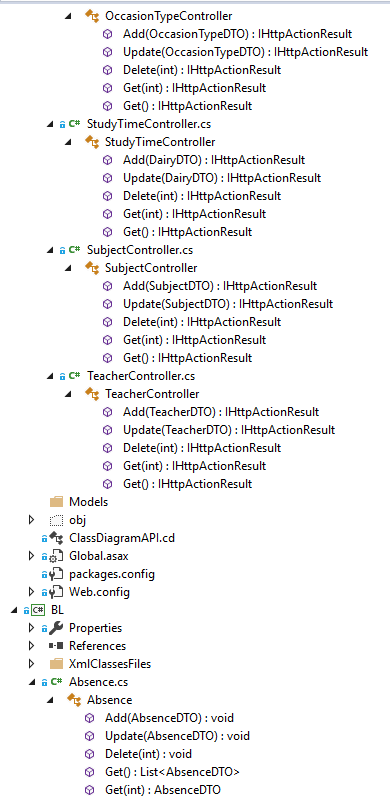 OccasionTypeController
Add(OccasionTypeDTO) : IHttpActionResult
Update(OccasionTypeDTO) : IHttpActionResult
Delete(int) : IHttpActionResult
Get(int) : IHttpActionResult
Get() : IHttpActionResult
C# StudyTimeController.cs
StudyTimeController
Add(DairyDTO) : IHttpActionResult
Update(DairyDTO) : IHttpActionResult
Delete(int) : IHttpActionResult
Get(int) : IHttpActionResult
Get() : IHttpActionResult
C# SubjectController.cs
SubjectController
Add(SubjectDTO) : IHttpActionResult
Update(SubjectDTO) : IHttpActionResult
Delete(int) : IHttpActionResult
Get(int) : IHttpActionResult
Get() : IHttpActionResult
C# TeacherController.cs
TeacherController
Add(TeacherDTO) : IHttpActionResult
Update(TeacherDTO) : IHttpActionResult
Delete(int) : IHttpActionResult
Get(int) : IHttpActionResult
Get() : IHttpActionResult
Models
obj
ClassDiagramAPI.cd
Global.asax
packages.config
Web.config
C# BL
Properties
References
XmlClassesFiles
C# Absence.cs
Absence
Add(AbsenceDTO) : void
Update(AbsenceDTO) : void
Delete(int) : void
Get() : List<AbsenceDTO>
Get(int) : AbsenceDTO